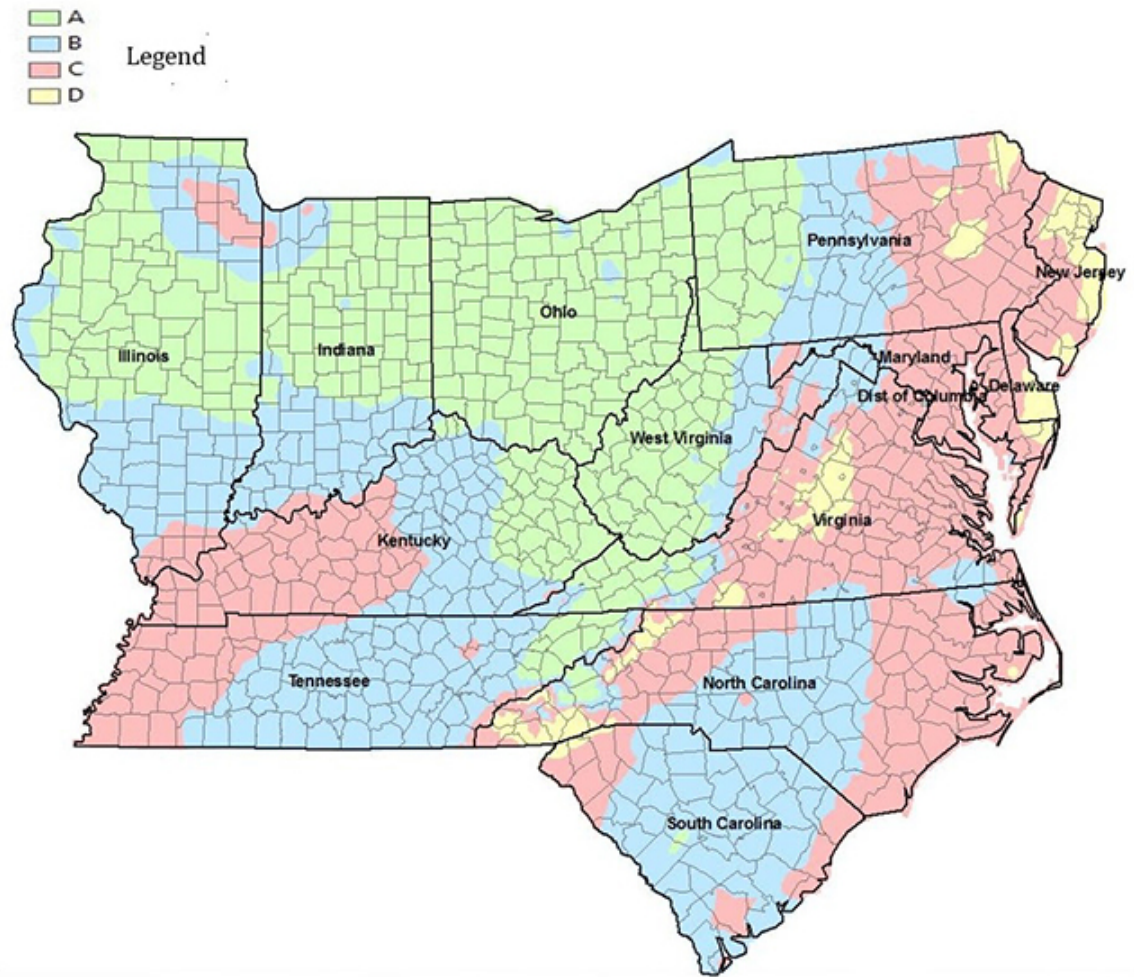 A
B
Legend
C
D
Pennsylvania
New Jersey
Ohio
Illinois
Indiana
Maryland
Delaware
Dist of Columbia
West Virginia
Virginia
Kentucky
Tennessee
North Carolina
South Carolina